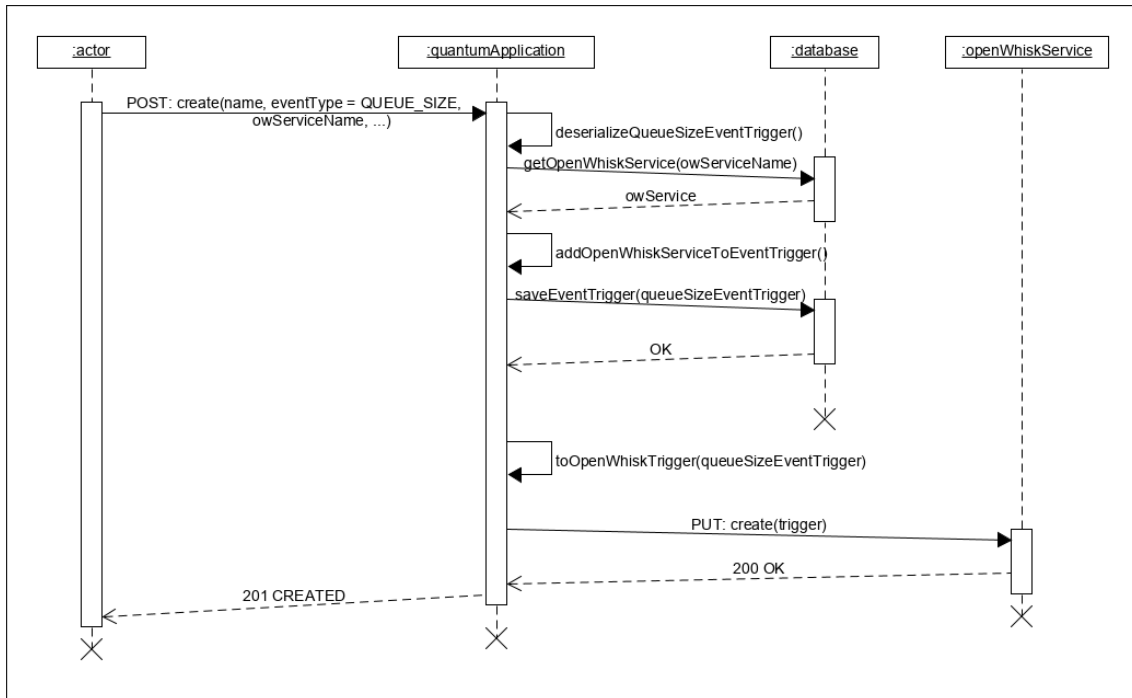 :actor
:quantumApplication
:database
:openWhiskService
POST: create(name, eventType = QUEUE_SIZE,
owServiceName, ...)
deserializeQueueSizeEventTrigger()
getOpenWhiskService(owServiceName)
owService
addOpenWhiskServiceToEventTrigger()
saveEventTrigger(queueSizeEventTrigger)
OK
toOpenWhiskTrigger(queueSizeEventTrigger)
PUT: create(trigger)
200 OK
201 CREATED